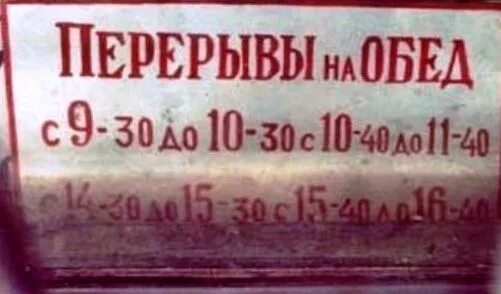 ПЕРЕРЫВЫ НА ОБЕД
с 9-30 до 10-30 с 10-40 до 11-40
с 14-30 до 15-30 с 15-40 до 16-40